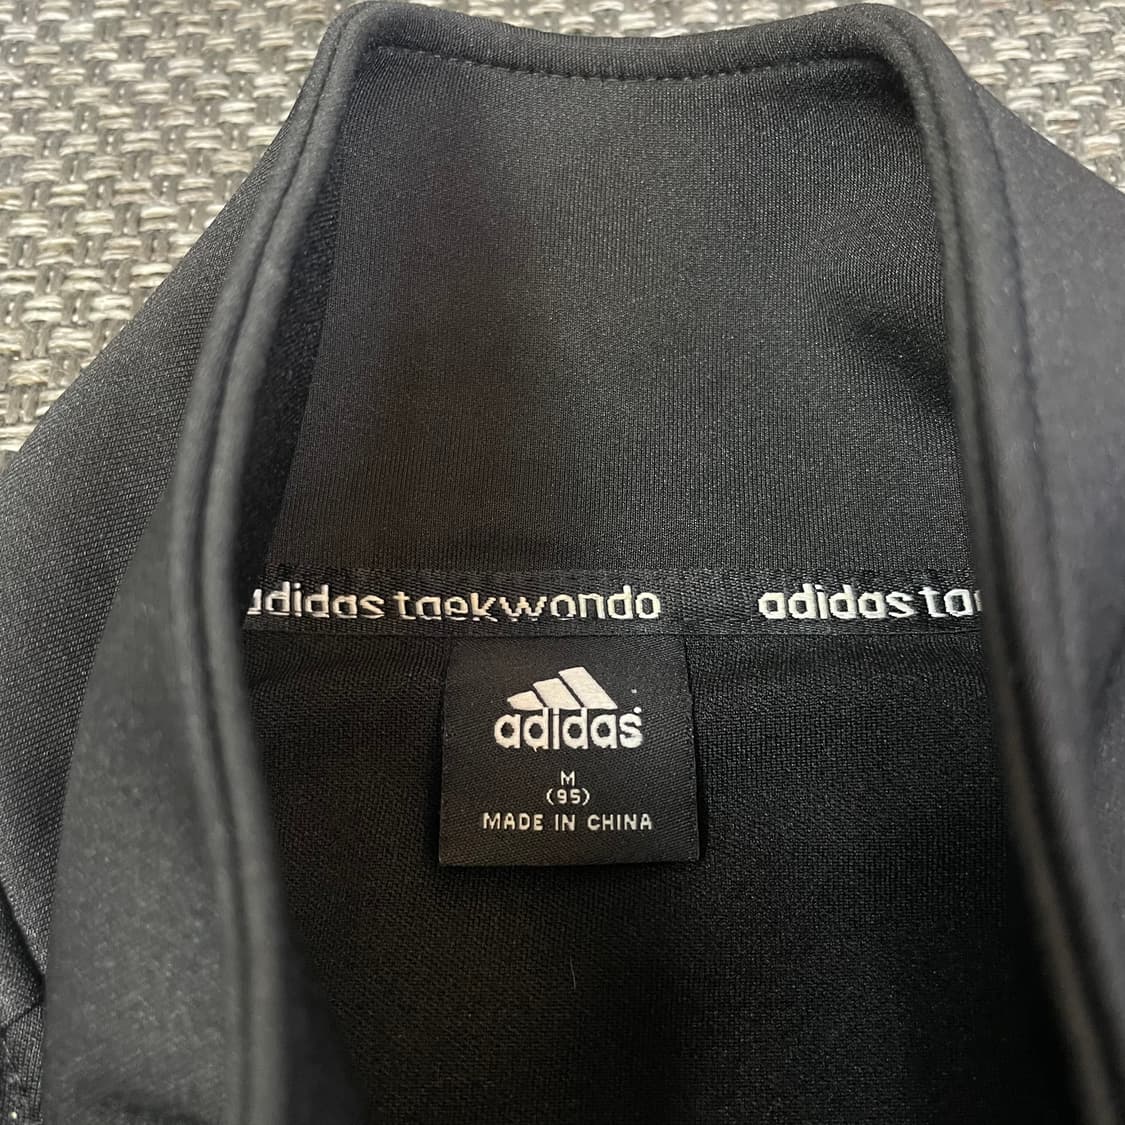 adidas taekwondo adidas
adidas
M
(95)
MADE IN CHINA